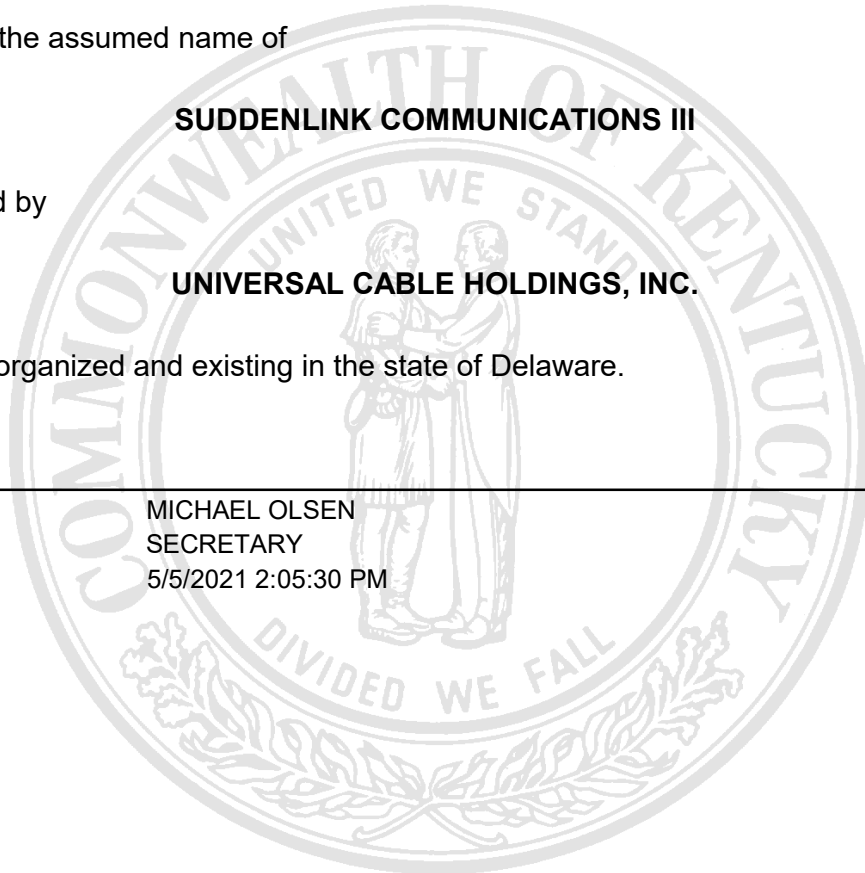 the assumed name of
SUDDENLINK COMMUNICATIONS III
d by
UNIVERSAL CABLE HOLDINGS, INC.
organized and existing in the state of Delaware.
MICHAEL OLSEN
SECRETARY
5/5/2021 2:05:30 PM
COMMONWEALTH OF KENTUCKY
UNITED WE STAND
DIVIDED WE FALL